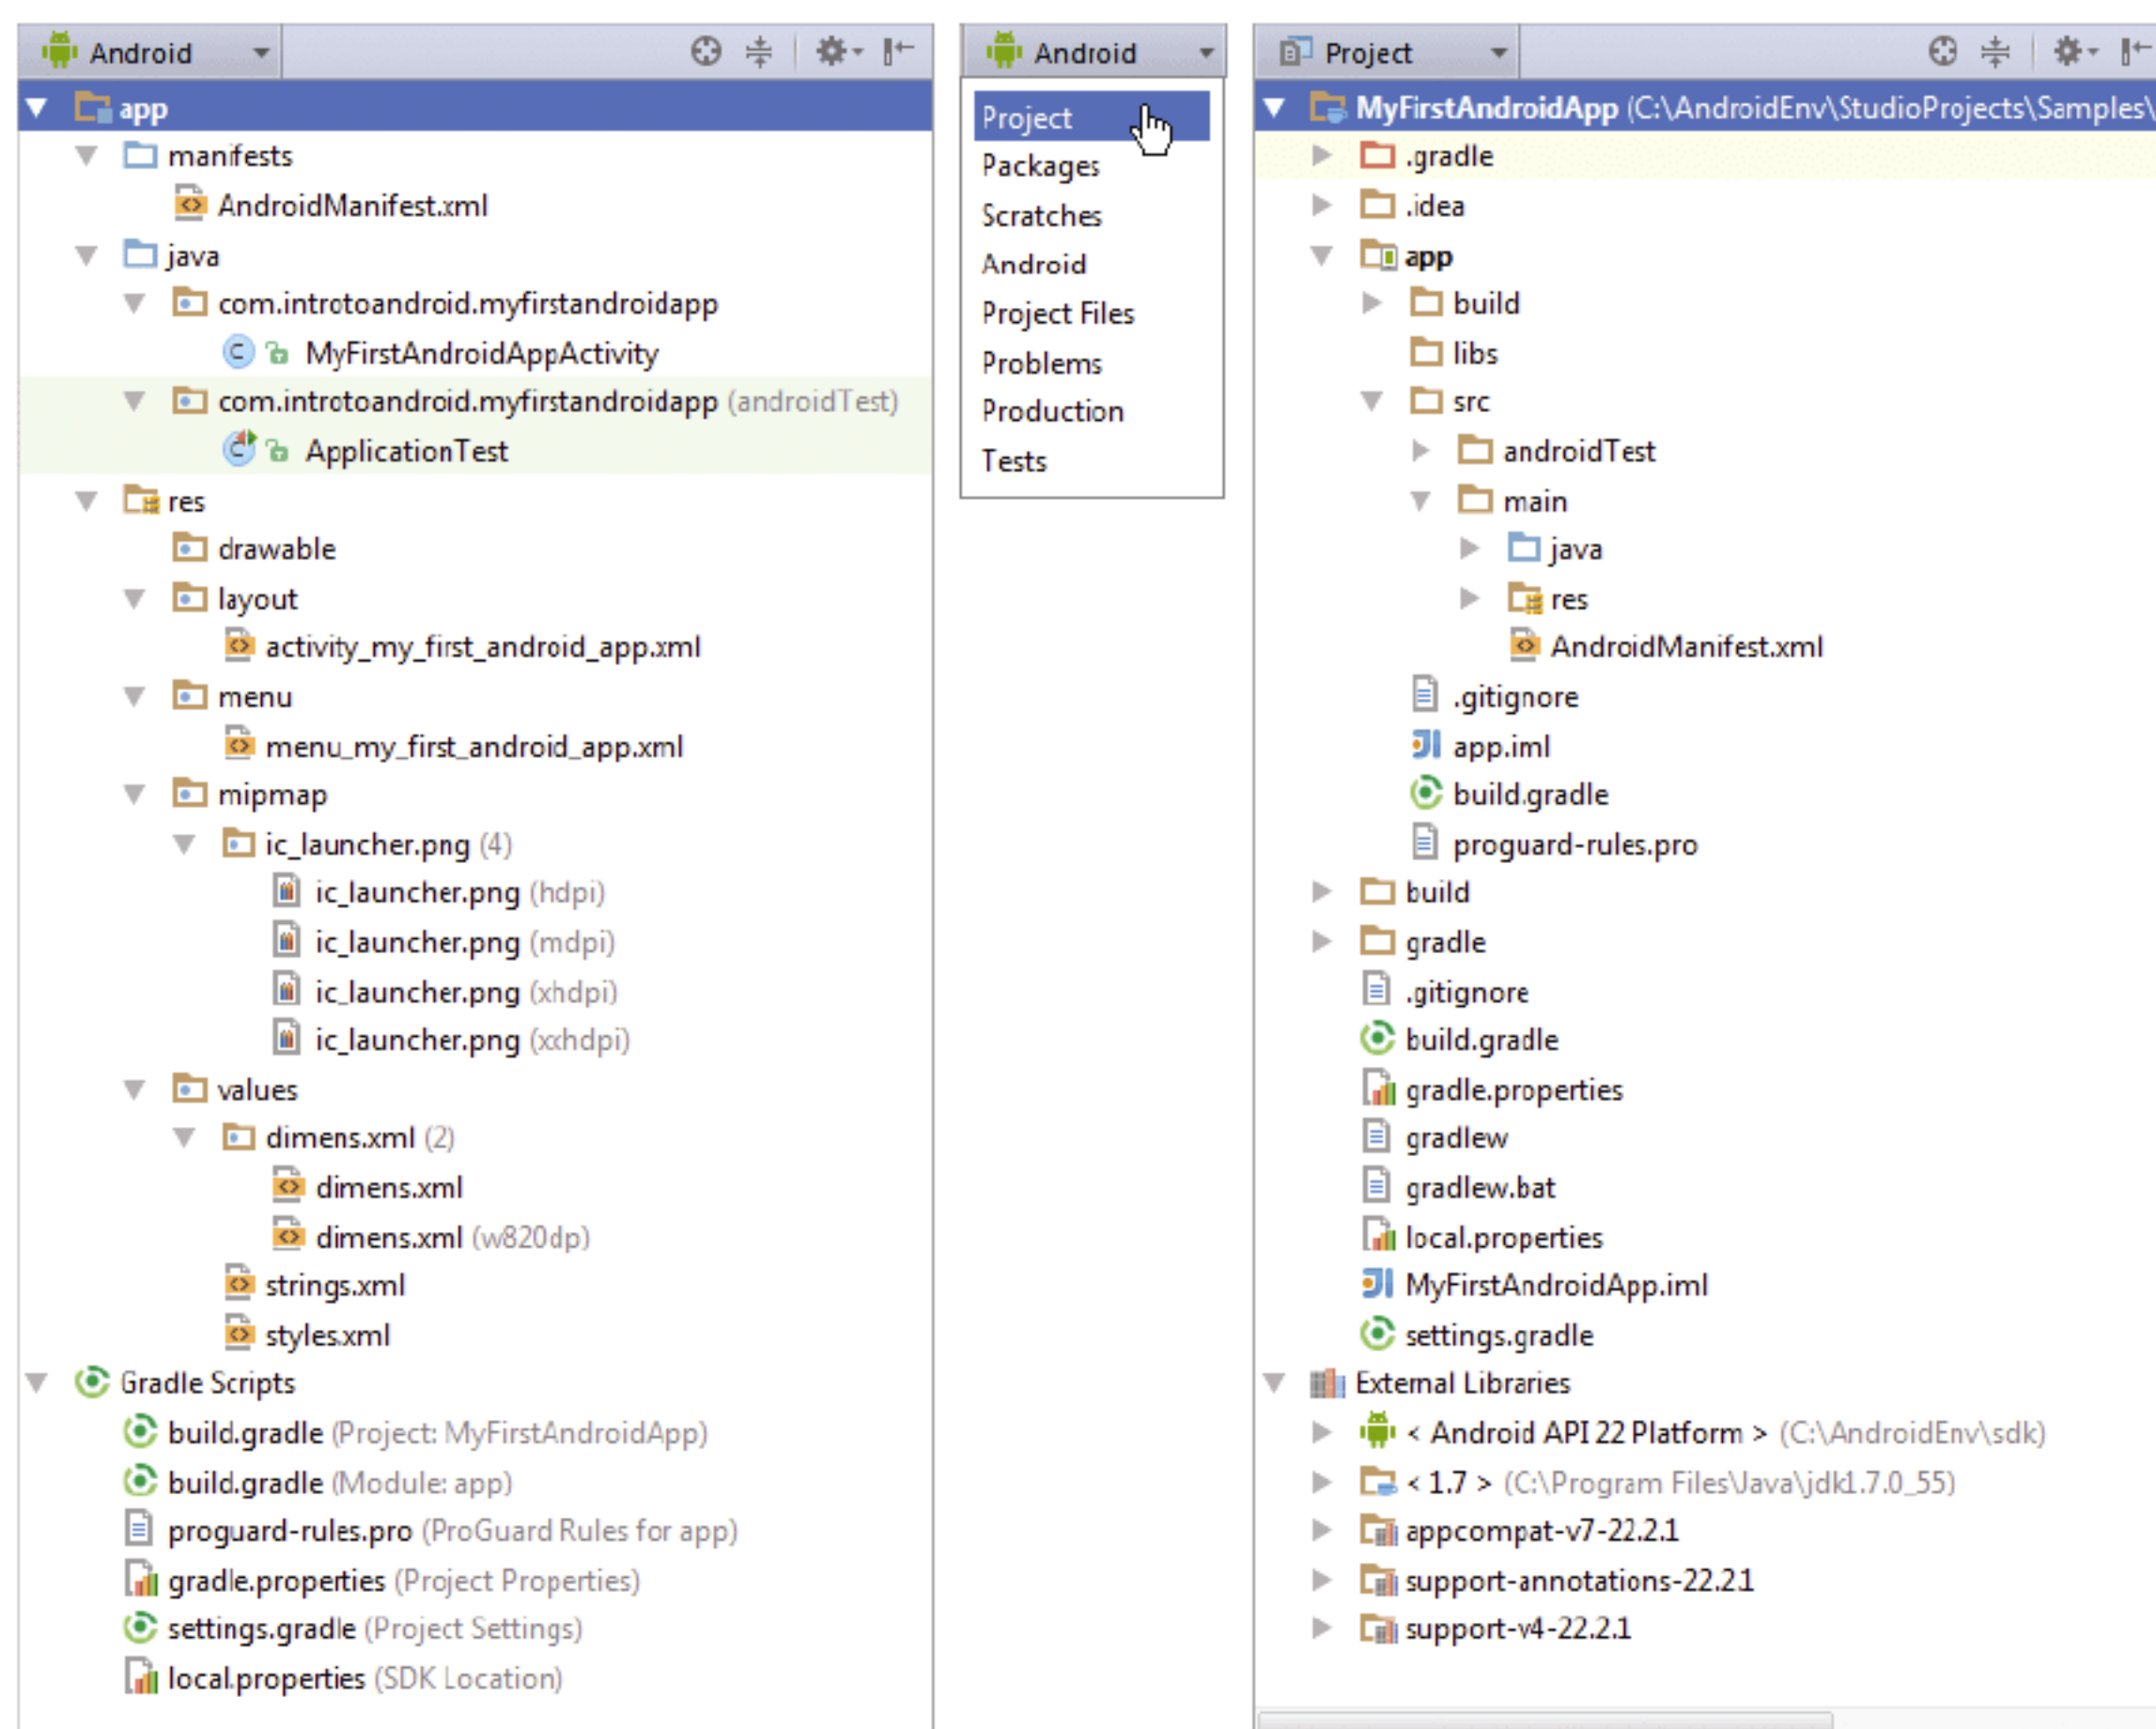 Android
app
manifests
AndroidManifest.xml
java
com.introtoandroid.myfirstandroidapp
MyFirstAndroidAppActivity
com.introtoandroid.myfirstandroidapp (androidTest)
ApplicationTest
res
drawable
layout
activity_my_first_android_app.xml
menu
menu_my_first_android_app.xml
mipmap
ic_launcher.png (4)
ic_launcher.png (hdpi)
ic_launcher.png (mdpi)
ic_launcher.png (xhdpi)
ic_launcher.png (xxhdpi)
values
dimens.xml (2)
dimens.xml
dimens.xml (w820dp)
strings.xml
styles.xml
Gradle Scripts
build.gradle (Project: MyFirstAndroidApp)
build.gradle (Module: app)
proguard-rules.pro (ProGuard Rules for app)
gradle.properties (Project Properties)
settings.gradle (Project Settings)
local.properties (SDK Location)
Android
Project
Packages
Scratches
Android
Project Files
Problems
Production
Tests
Project
MyFirstAndroidApp (C:\AndroidEnv\StudioProjects\Samples\
.gradle
.idea
app
build
libs
src
androidTest
main
java
res
AndroidManifest.xml
.gitignore
app.iml
build.gradle
proguard-rules.pro
build
gradle
.gitignore
build.gradle
gradle.properties
gradlew
gradlew.bat
local.properties
MyFirstAndroidApp.iml
settings.gradle
External Libraries
< Android API 22 Platform > (C:\AndroidEnv\sdk)
< 1.7 > (C:\Program Files\Java\jdk1.7.0_55)
appcompat-v7-22.2.1
support-annotations-22.2.1
support-v4-22.2.1